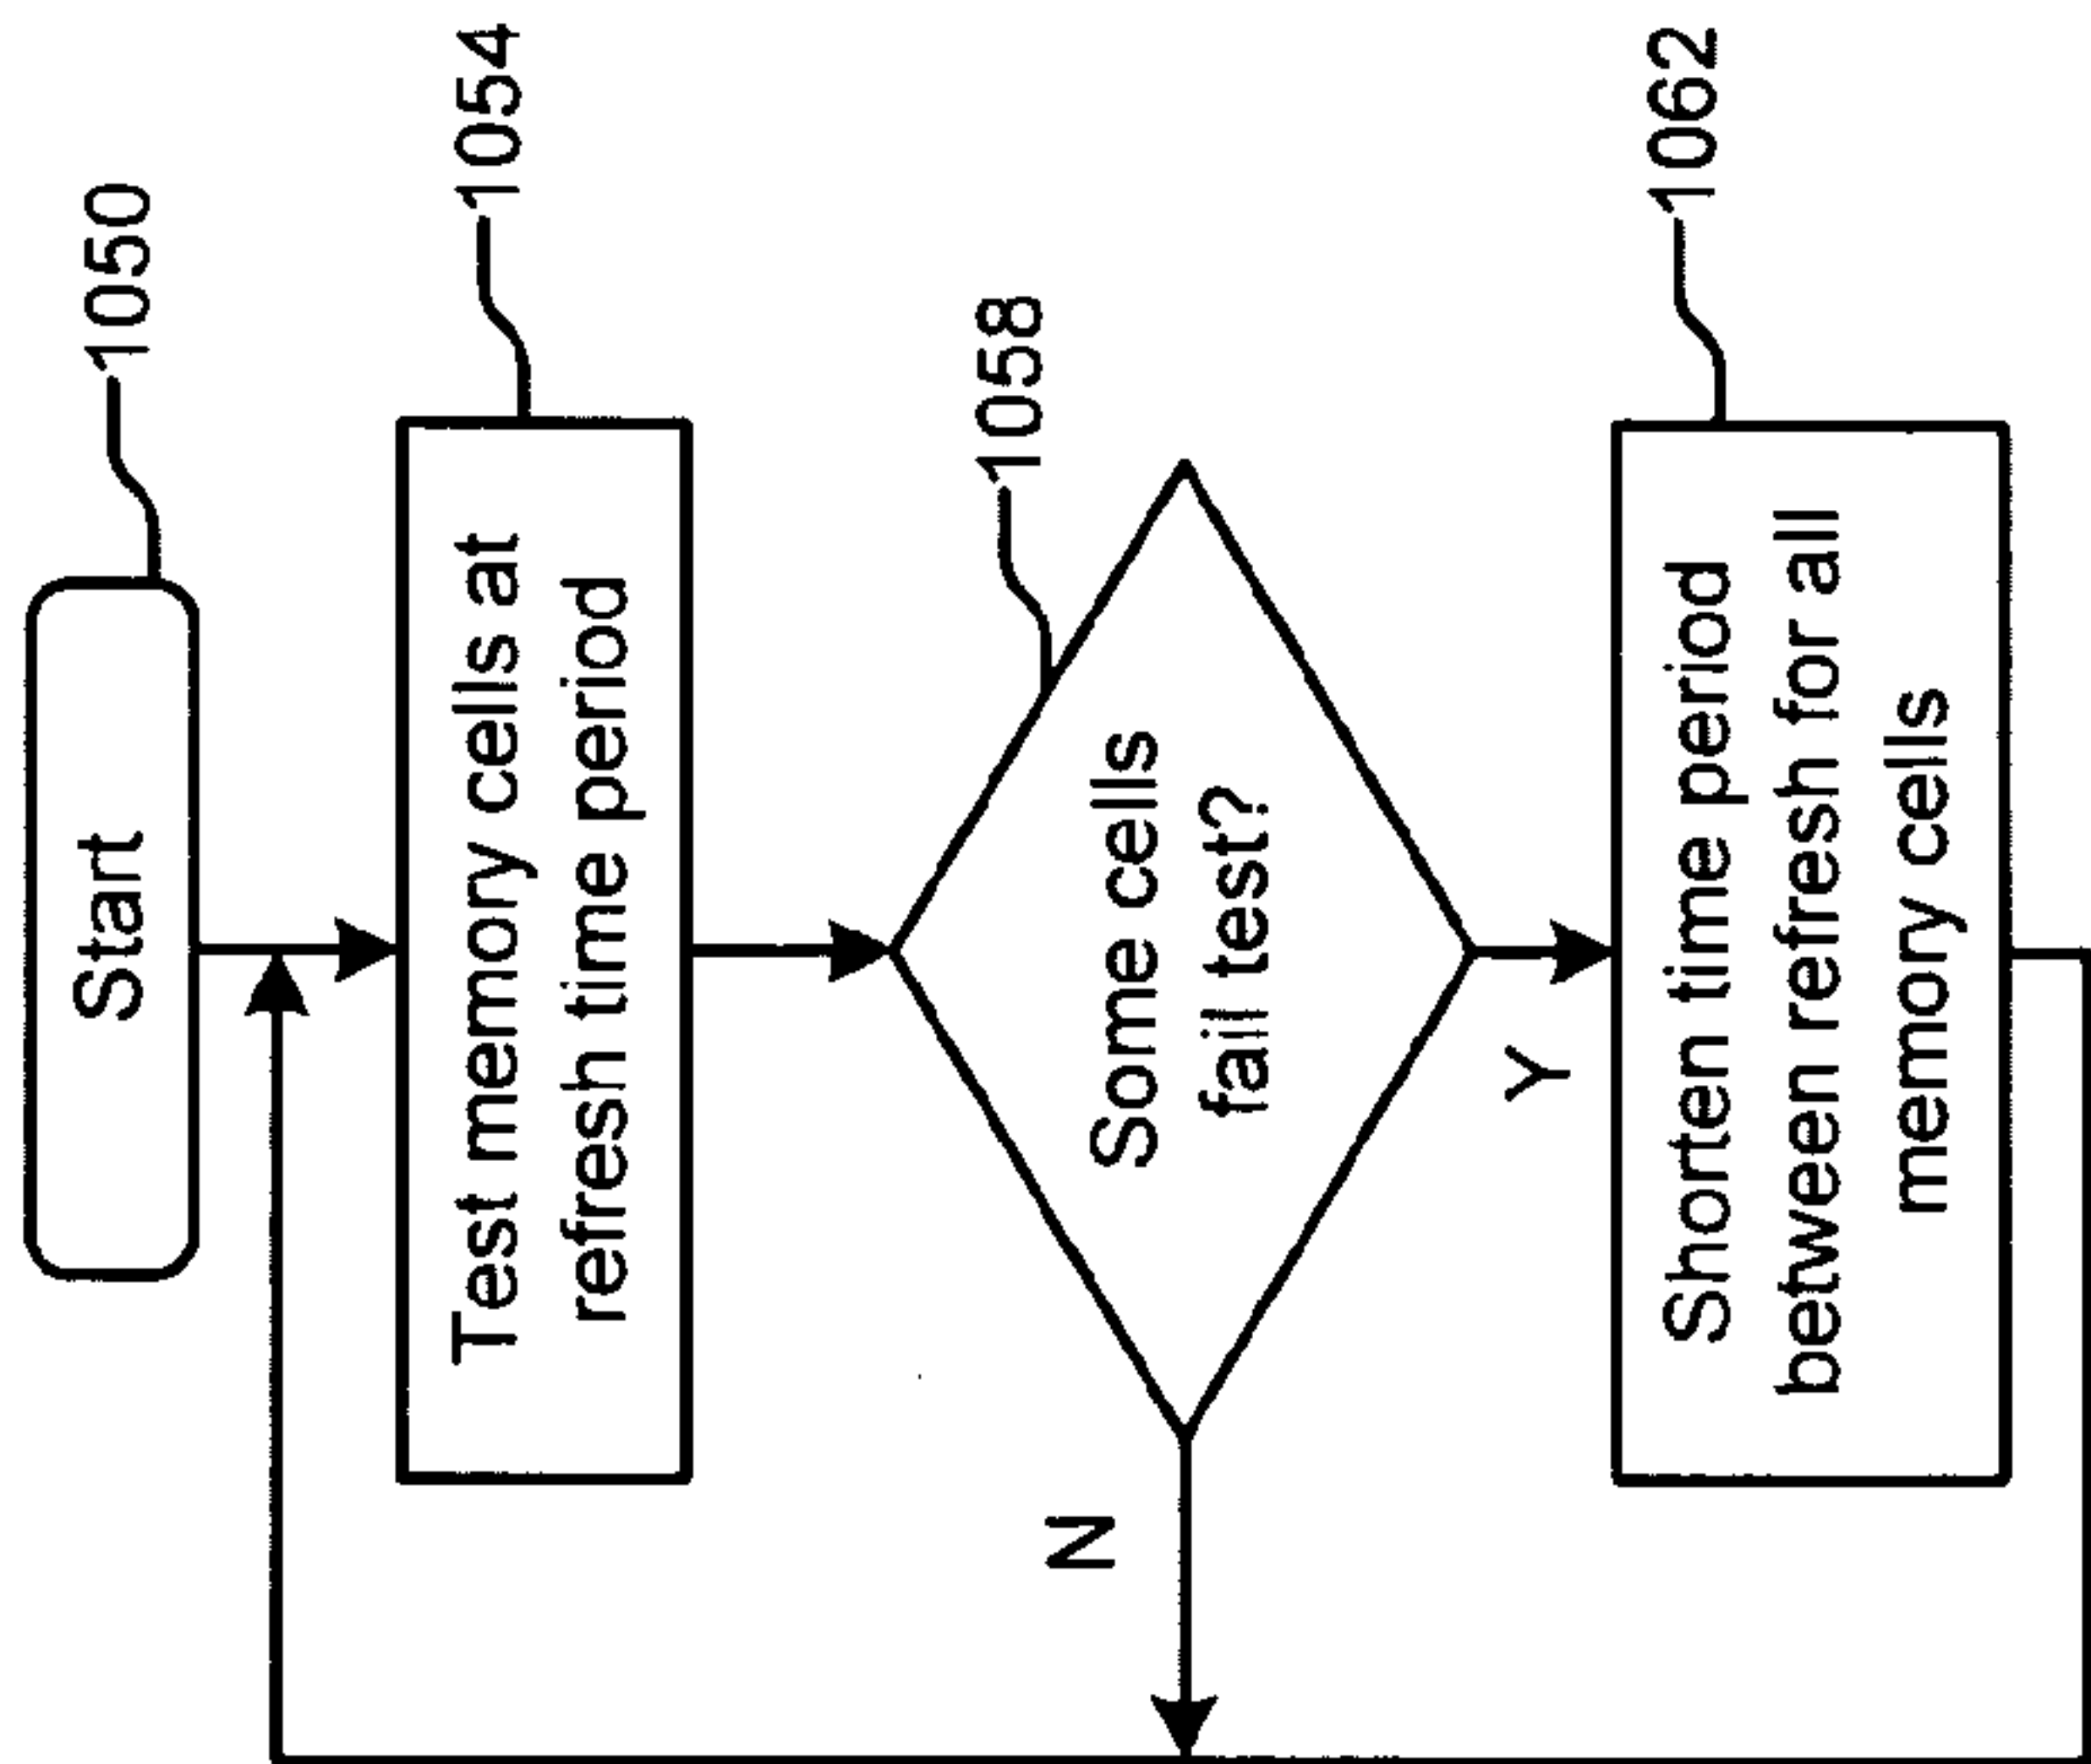 Start
1050
Test memory cells at
refresh time period
1054
Some cells
fail test?
1058
N
Y
Shorten time period
between refresh for all
memory cells
1062